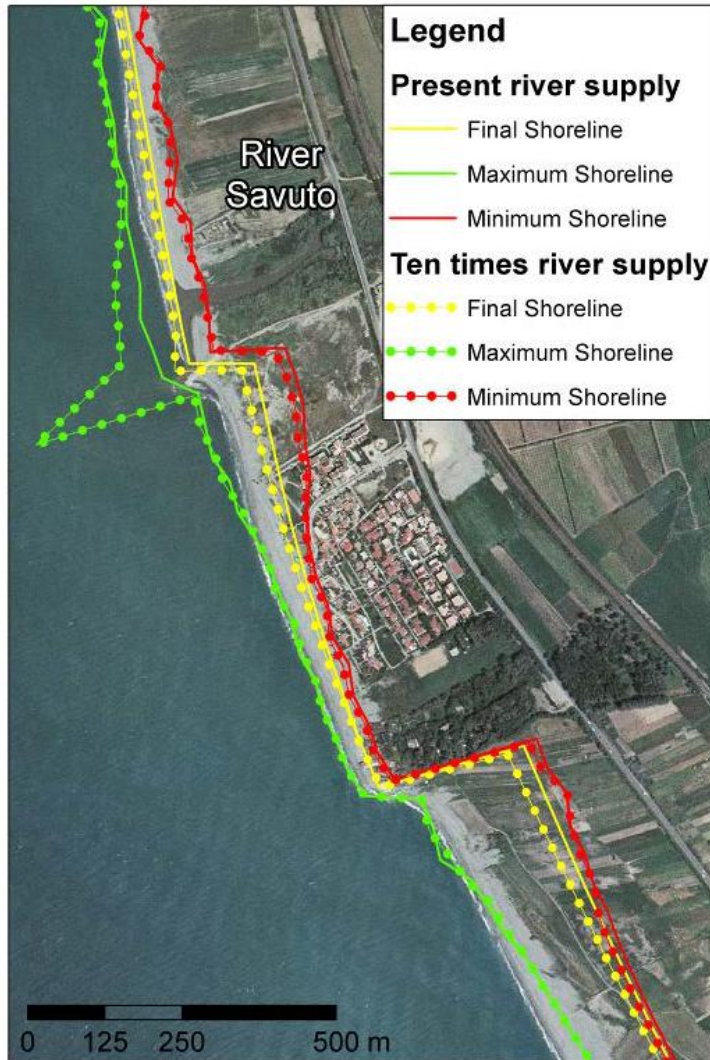 Legend
Present river supply
Final Shoreline
Maximum Shoreline
Minimum Shoreline
Ten times river supply
Final Shoreline
Maximum Shoreline
Minimum Shoreline
River
Savuto
0 125 250 500 m